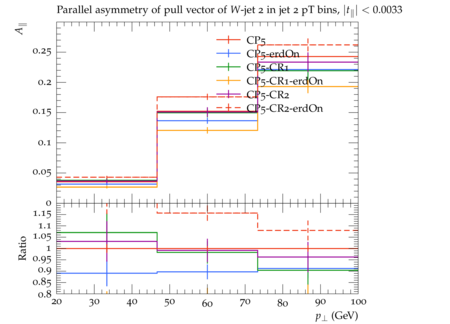 Parallel asymmetry of pull vector of W-jet 2 in jet 2 pT bins, |t∥| < 0.0033
A∥
CP5
CP5-erdOn
CP5-CR1
CP5-CR1-erdOn
CP5-CR2
CP5-CR2-erdOn
0.25
0.2
0.15
0.1
0.05
0
Ratio
1.15
1.1
1.05
1
0.95
0.9
0.85
0.8
20 30 40 50 60 70 80 90 100
p⊥ (GeV)